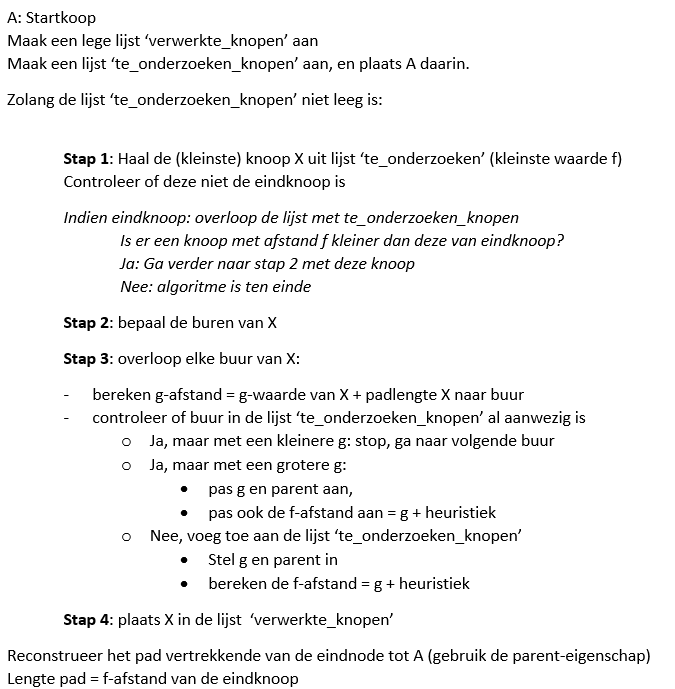 A: Startkoop
Maak een lege lijst ‘verwerkte_knopen’ aan
Maak een lijst ‘te_onderzoeken_knopen’ aan, en plaats A daarin.
Zolang de lijst ‘te_onderzoeken_knopen’ niet leeg is:
Stap 1: Haal de (kleinste) knoop X uit lijst ‘te_onderzoeken’ (kleinste waarde f)
Controleer of deze niet de eindknoop is
Indien eindknoop: overloop de lijst met te_onderzoeken_knopen
Is er een knoop met afstand f kleiner dan deze van eindknoop?
Ja: Ga verder naar stap 2 met deze knoop
Nee: algoritme is ten einde
Stap 2: bepaal de buren van X
Stap 3: overloop elke buur van X:
- bereken g-afstand = g-waarde van X + padlengte X naar buur
- controleer of buur in de lijst ‘te_onderzoeken_knopen’ al aanwezig is
o Ja, maar met een kleinere g: stop, ga naar volgende buur
o Ja, maar met een grotere g:
• pas g en parent aan,
• pas ook de f-afstand aan = g + heuristiek
o Nee, voeg toe aan de lijst ‘te_onderzoeken_knopen’
• Stel g en parent in
• bereken de f-afstand = g + heuristiek
Stap 4: plaats X in de lijst ‘verwerkte_knopen’
Reconstrueer het pad vertrekkende van de eindnode tot A (gebruik de parent-eigenschap)
Lengte pad = f-afstand van de eindknoop